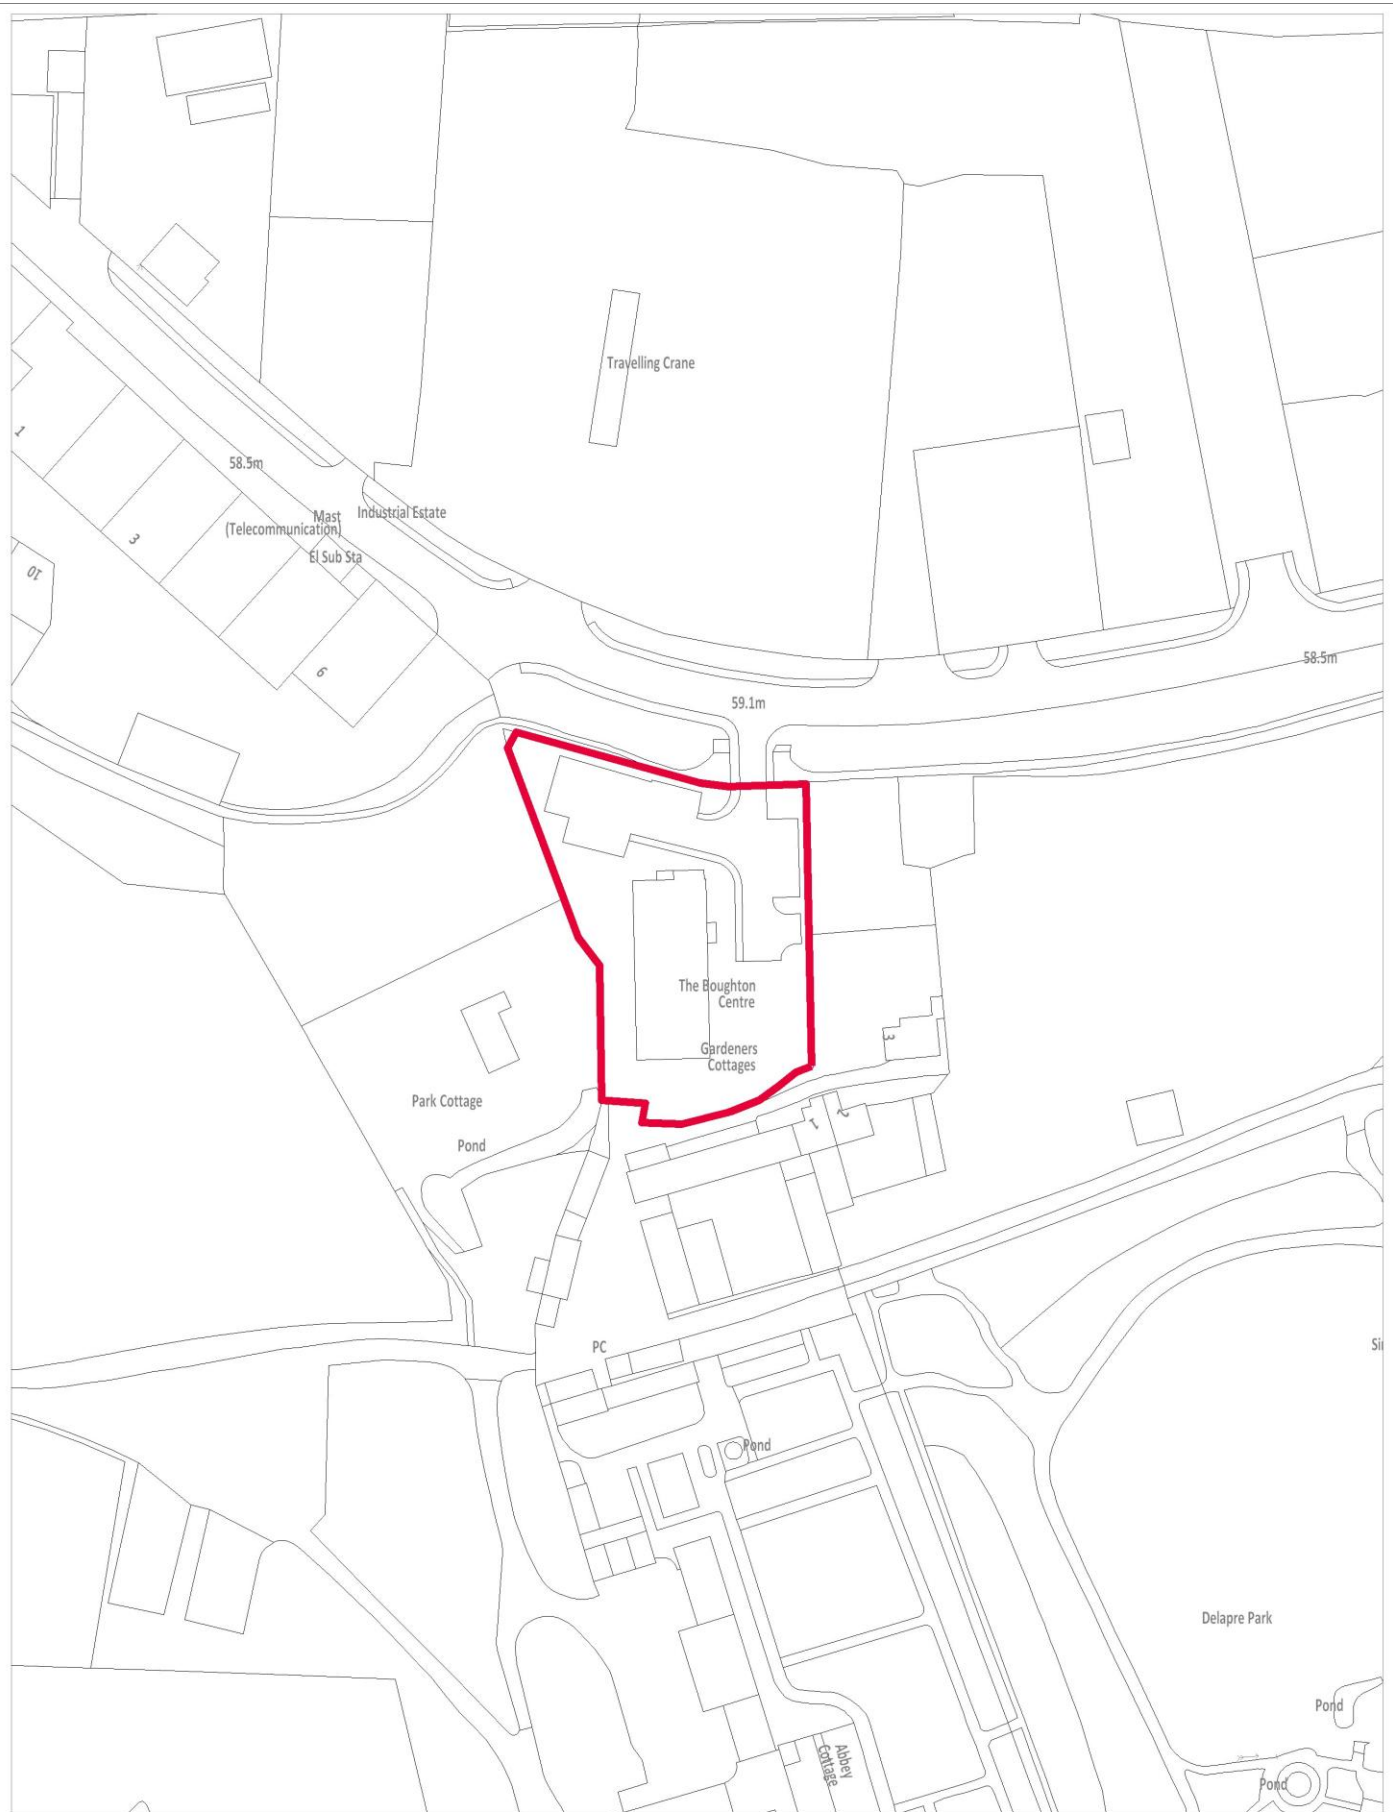 Travelling Crane
1
58.5m
3
Mast
(Telecommunication)
Industrial Estate
El Sub Sta
10
6
58.5m
59.1m
The Boughton
Centre
3
Gardeners
Cottages
Park Cottage
2
1
Pond
PC
Pond
Delapre Park
Pond
Abbey
Cottage
Pond